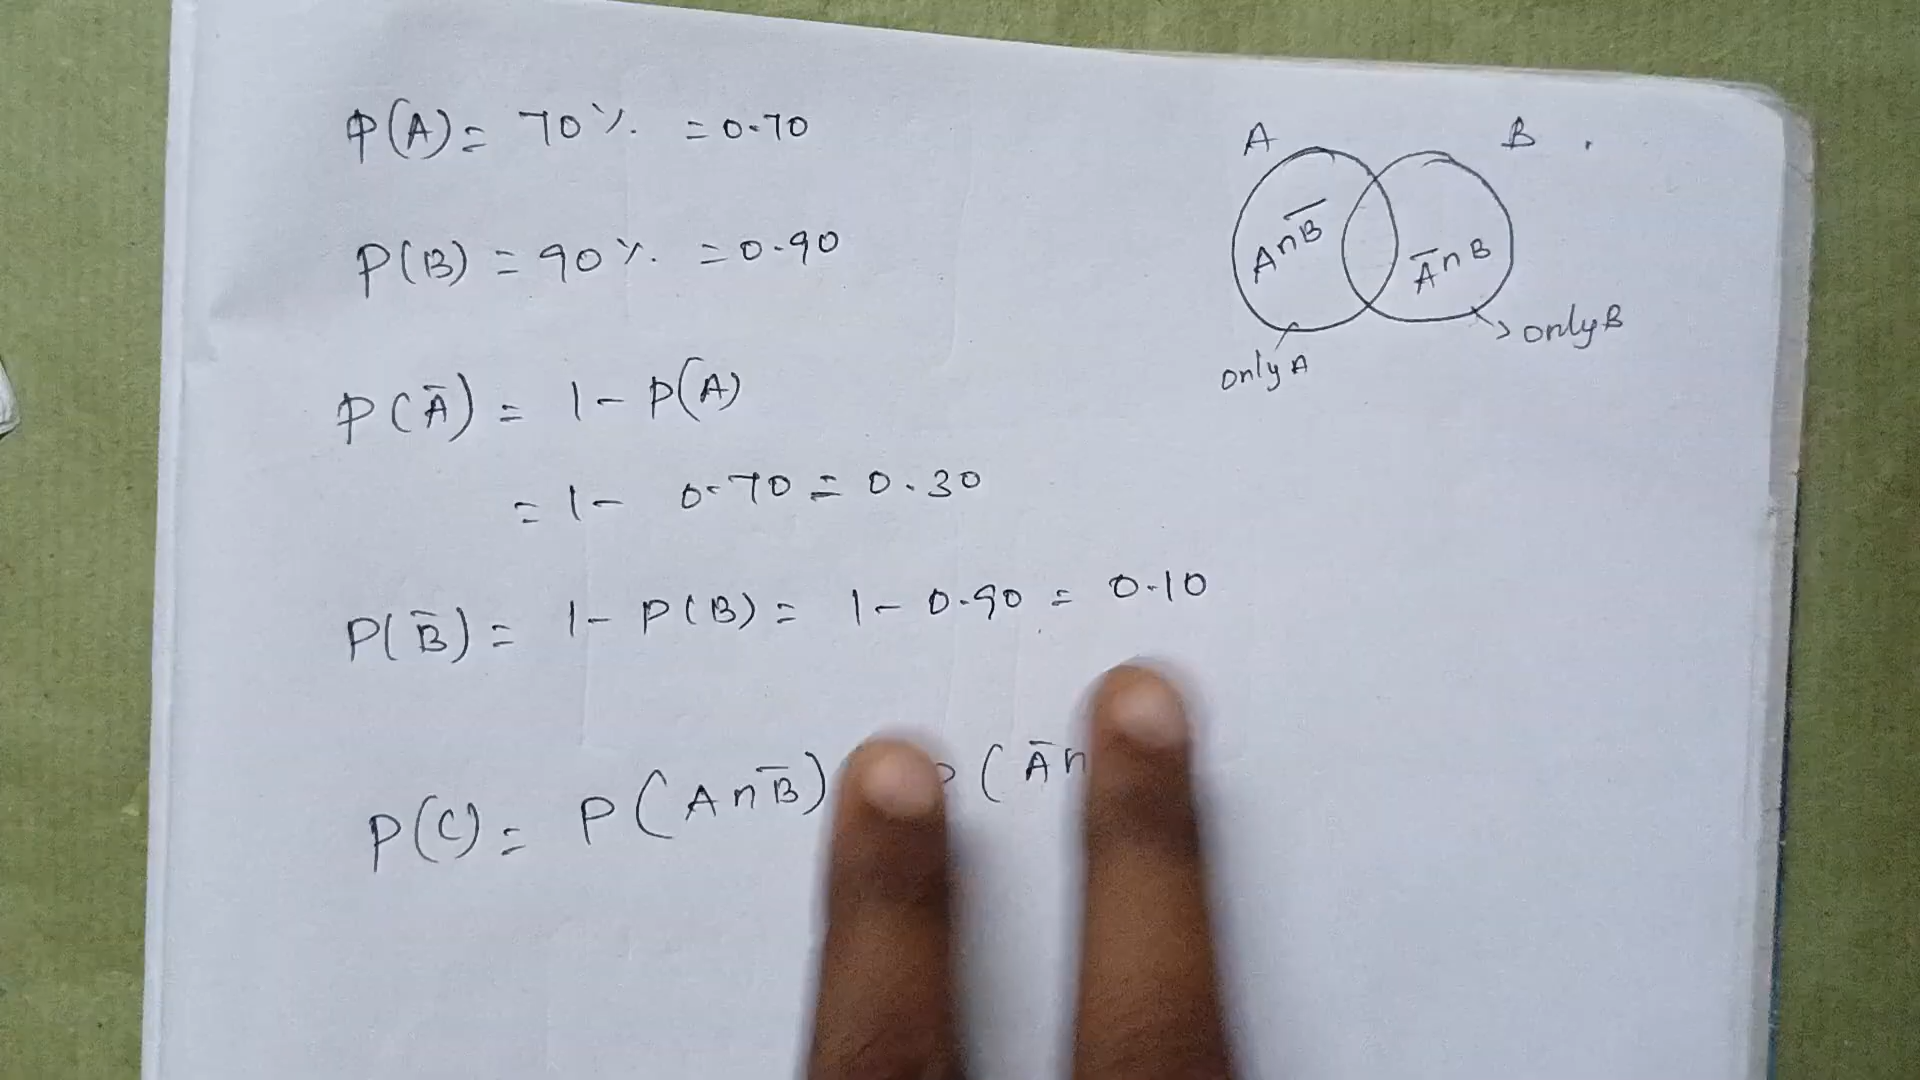 P(A) = 70% = 0.70
P(B) = 90% = 0.90
P(Ā) = 1 - P(A)
= 1 - 0.70 = 0.30
P(B̄) = 1 - P(B) = 1 - 0.90 = 0.10
P(C) = P(A∩B̄) (Ā∩
A B
A∩B̄ Ā∩B
only A
only B